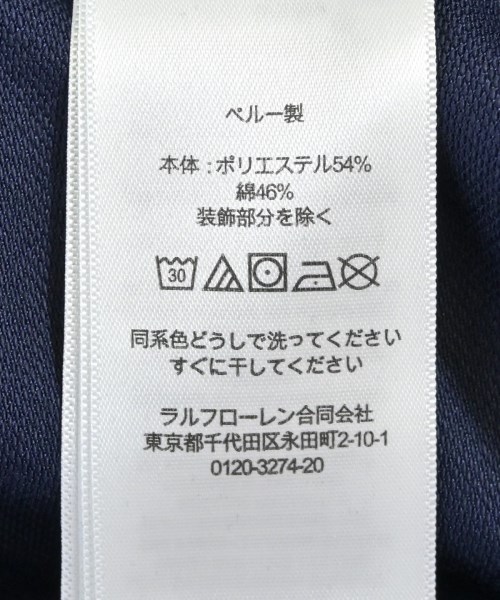 ペルー製
本体：ポリエステル54%
綿46%
装飾部分を除く
30
同系色どうしで洗ってください
すぐに干してください
ラルフローレン合同会社
東京都千代田区永田町2-10-1
0120-3274-20